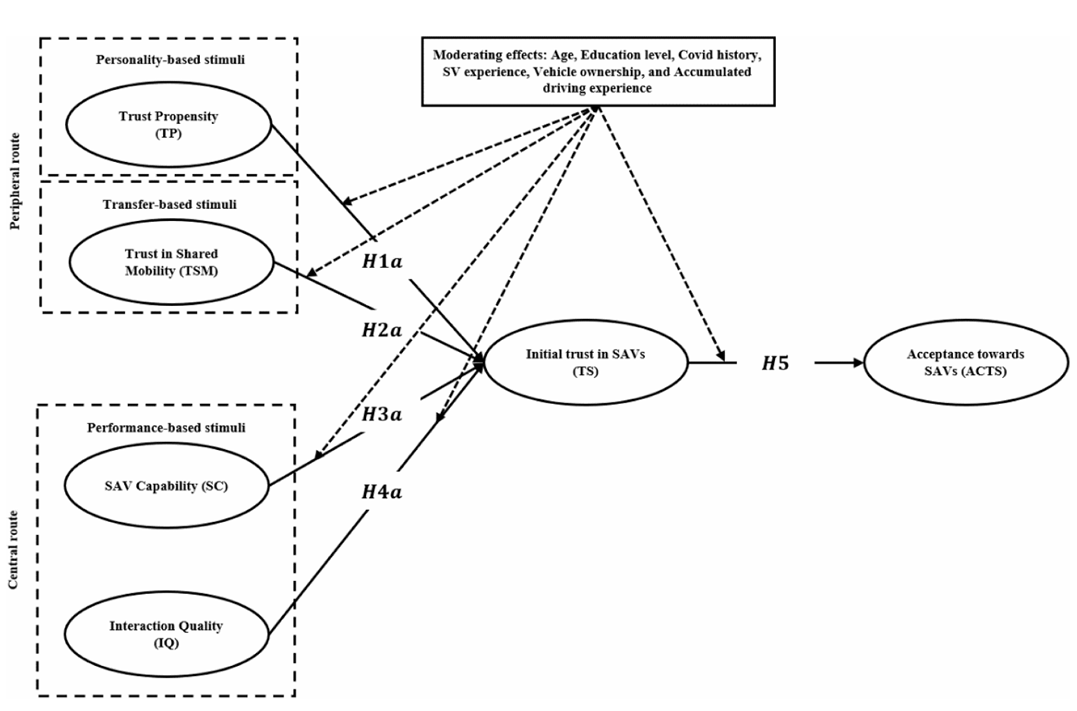 Moderating effects: Age, Education level, Covid history,
SV experience, Vehicle ownership, and Accumulated
driving experience
Peripheral route
Personality-based stimuli
Trust Propensity
(TP)
Transfer-based stimuli
Trust in Shared
Mobility (TSM)
H1a
H2a
Initial trust in SAVs
(TS)
H5
Acceptance towards
SAVs (ACTS)
H3a
H4a
Central route
Performance-based stimuli
SAV Capability (SC)
Interaction Quality
(IQ)